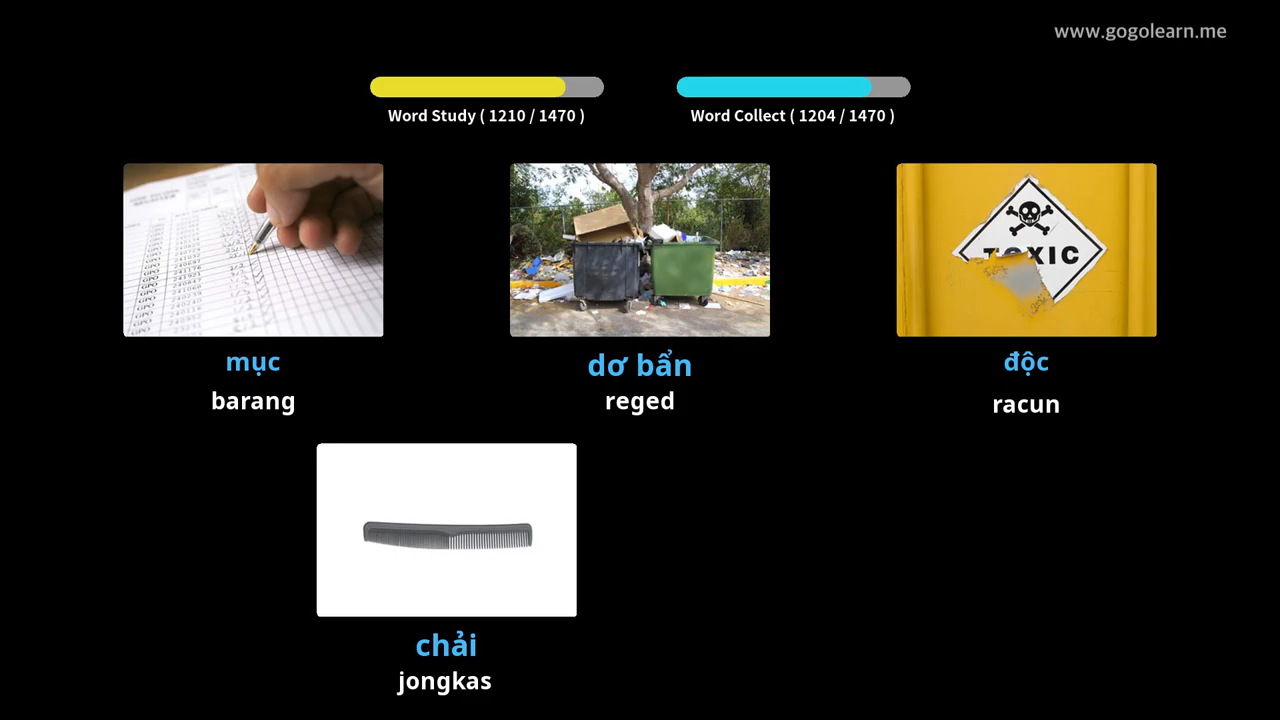 www.gogolearn.me
Word Study ( 1210 / 1470 )
Word Collect ( 1204 / 1470 )
TOXIC
mục
barang
dơ bẩn
reged
độc
racun
chải
jongkas